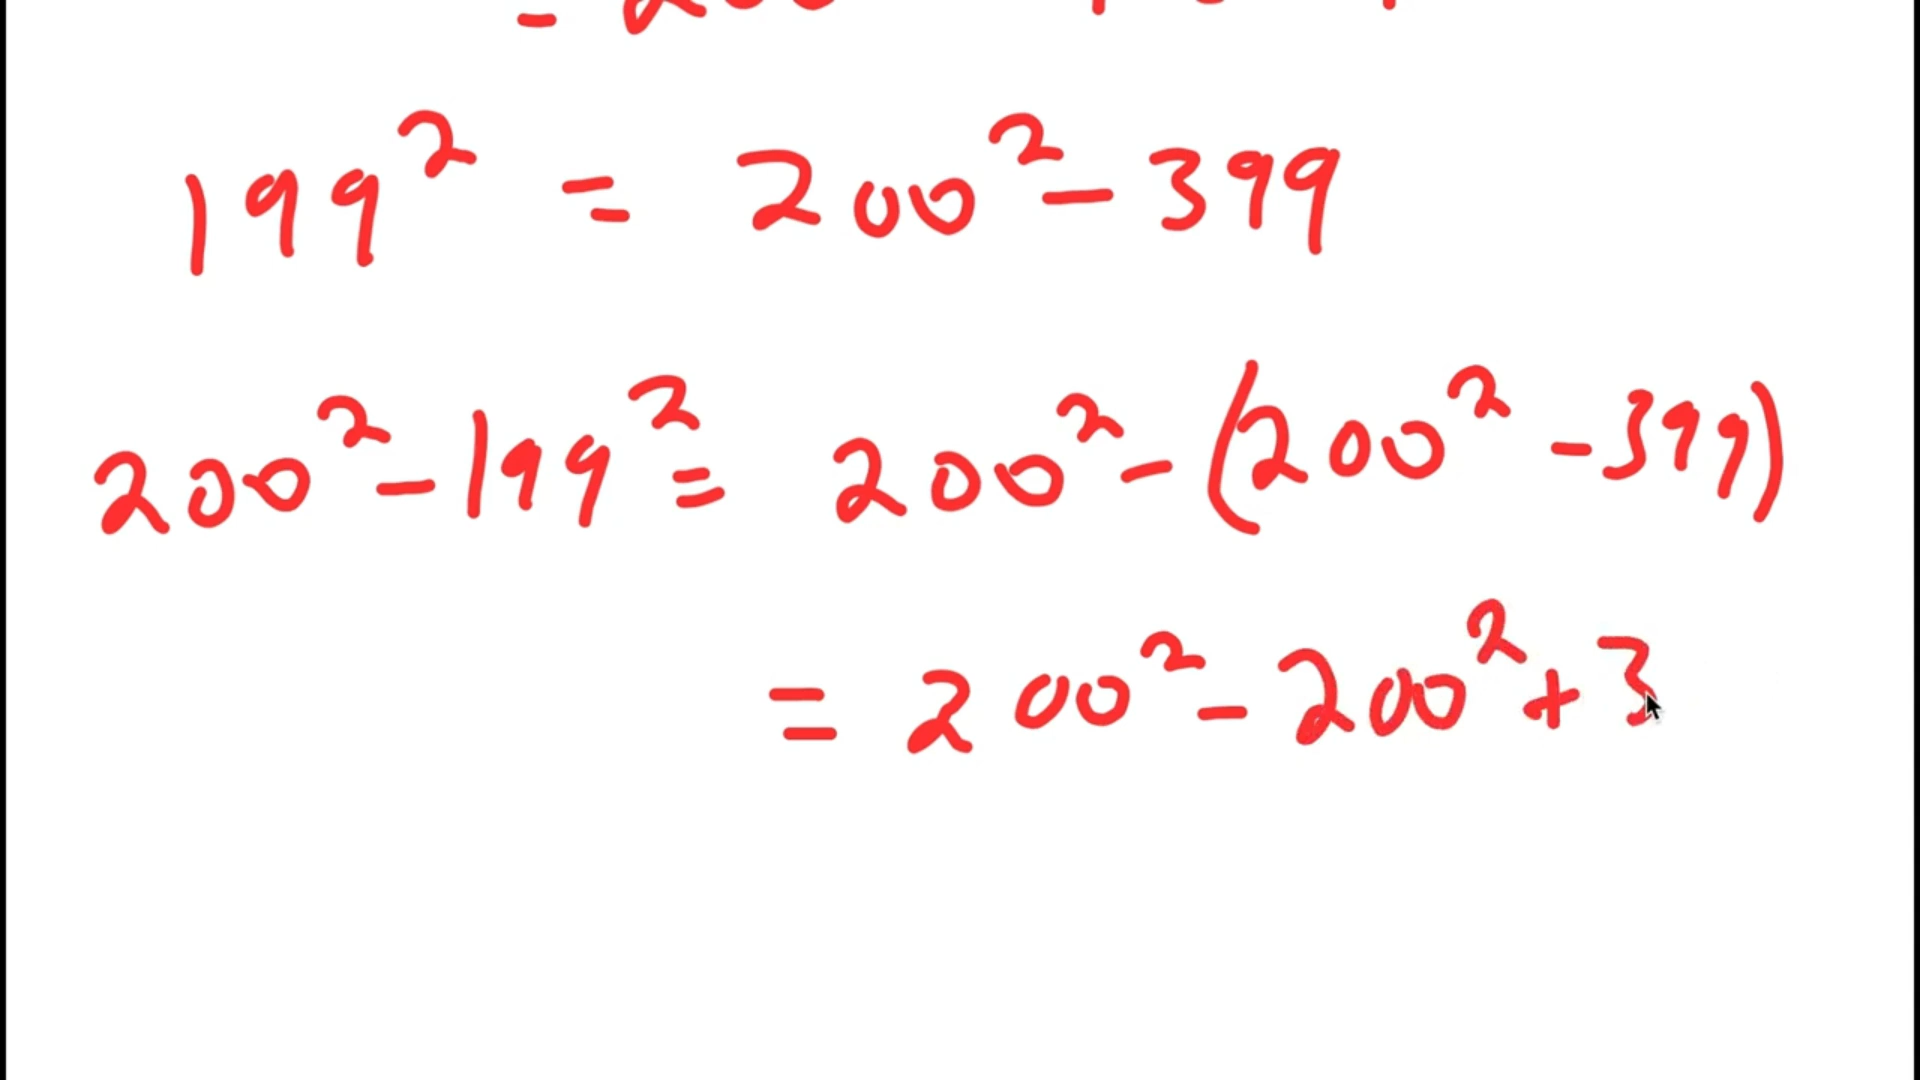 199² = 200² - 399
200² - 199² = 200² - (200² - 399)
= 200² - 200² + 3